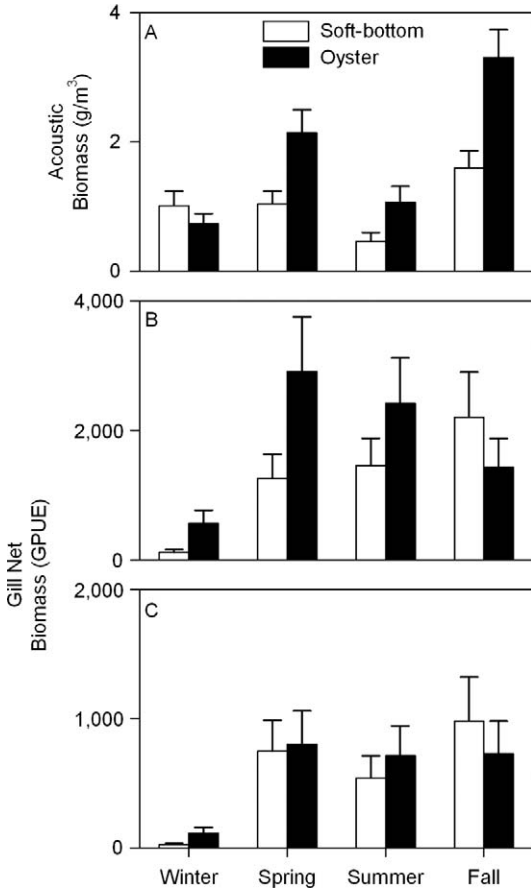 A
Soft-bottom
Oyster
4
2
0
Acoustic
Biomass (g/m³)
B
4,000
2,000
0
Gill Net
Biomass (GPUE)
C
2,000
1,000
0
Winter Spring Summer Fall